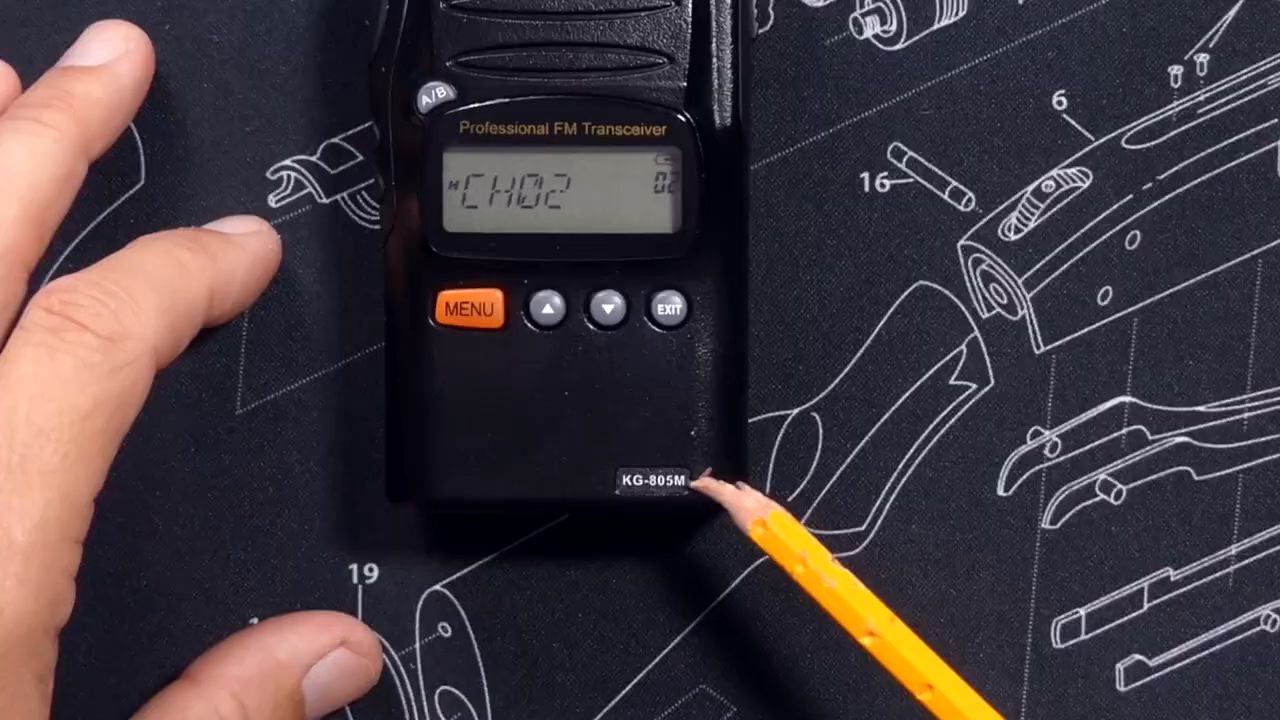 A/B
Professional FM Transceiver
M CH02 02
MENU EXIT
KG-805M
6
16
19